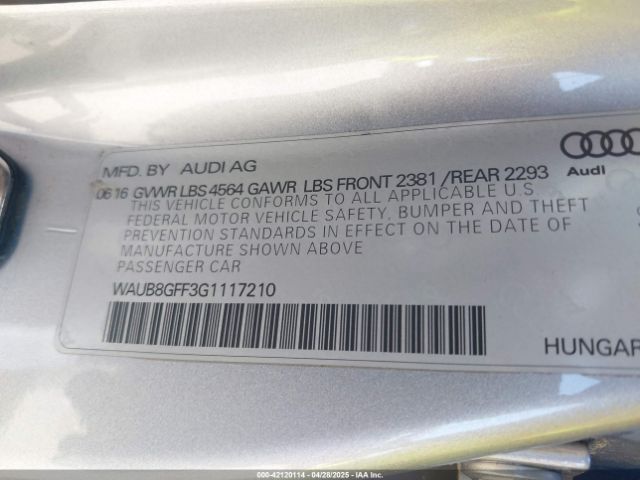 MFD. BY AUDI AG
Audi
0616 GVWR LBS 4564 GAWR LBS FRONT 2381 /REAR 2293
THIS VEHICLE CONFORMS TO ALL APPLICABLE U S
FEDERAL MOTOR VEHICLE SAFETY, BUMPER AND THEFT
PREVENTION STANDARDS IN EFFECT ON THE DATE OF
MANUFACTURE SHOWN ABOVE
PASSENGER CAR
WAUB8GFF3G1117210
HUNGAR
000-42120114 - 04/28/2025 - IAA Inc.